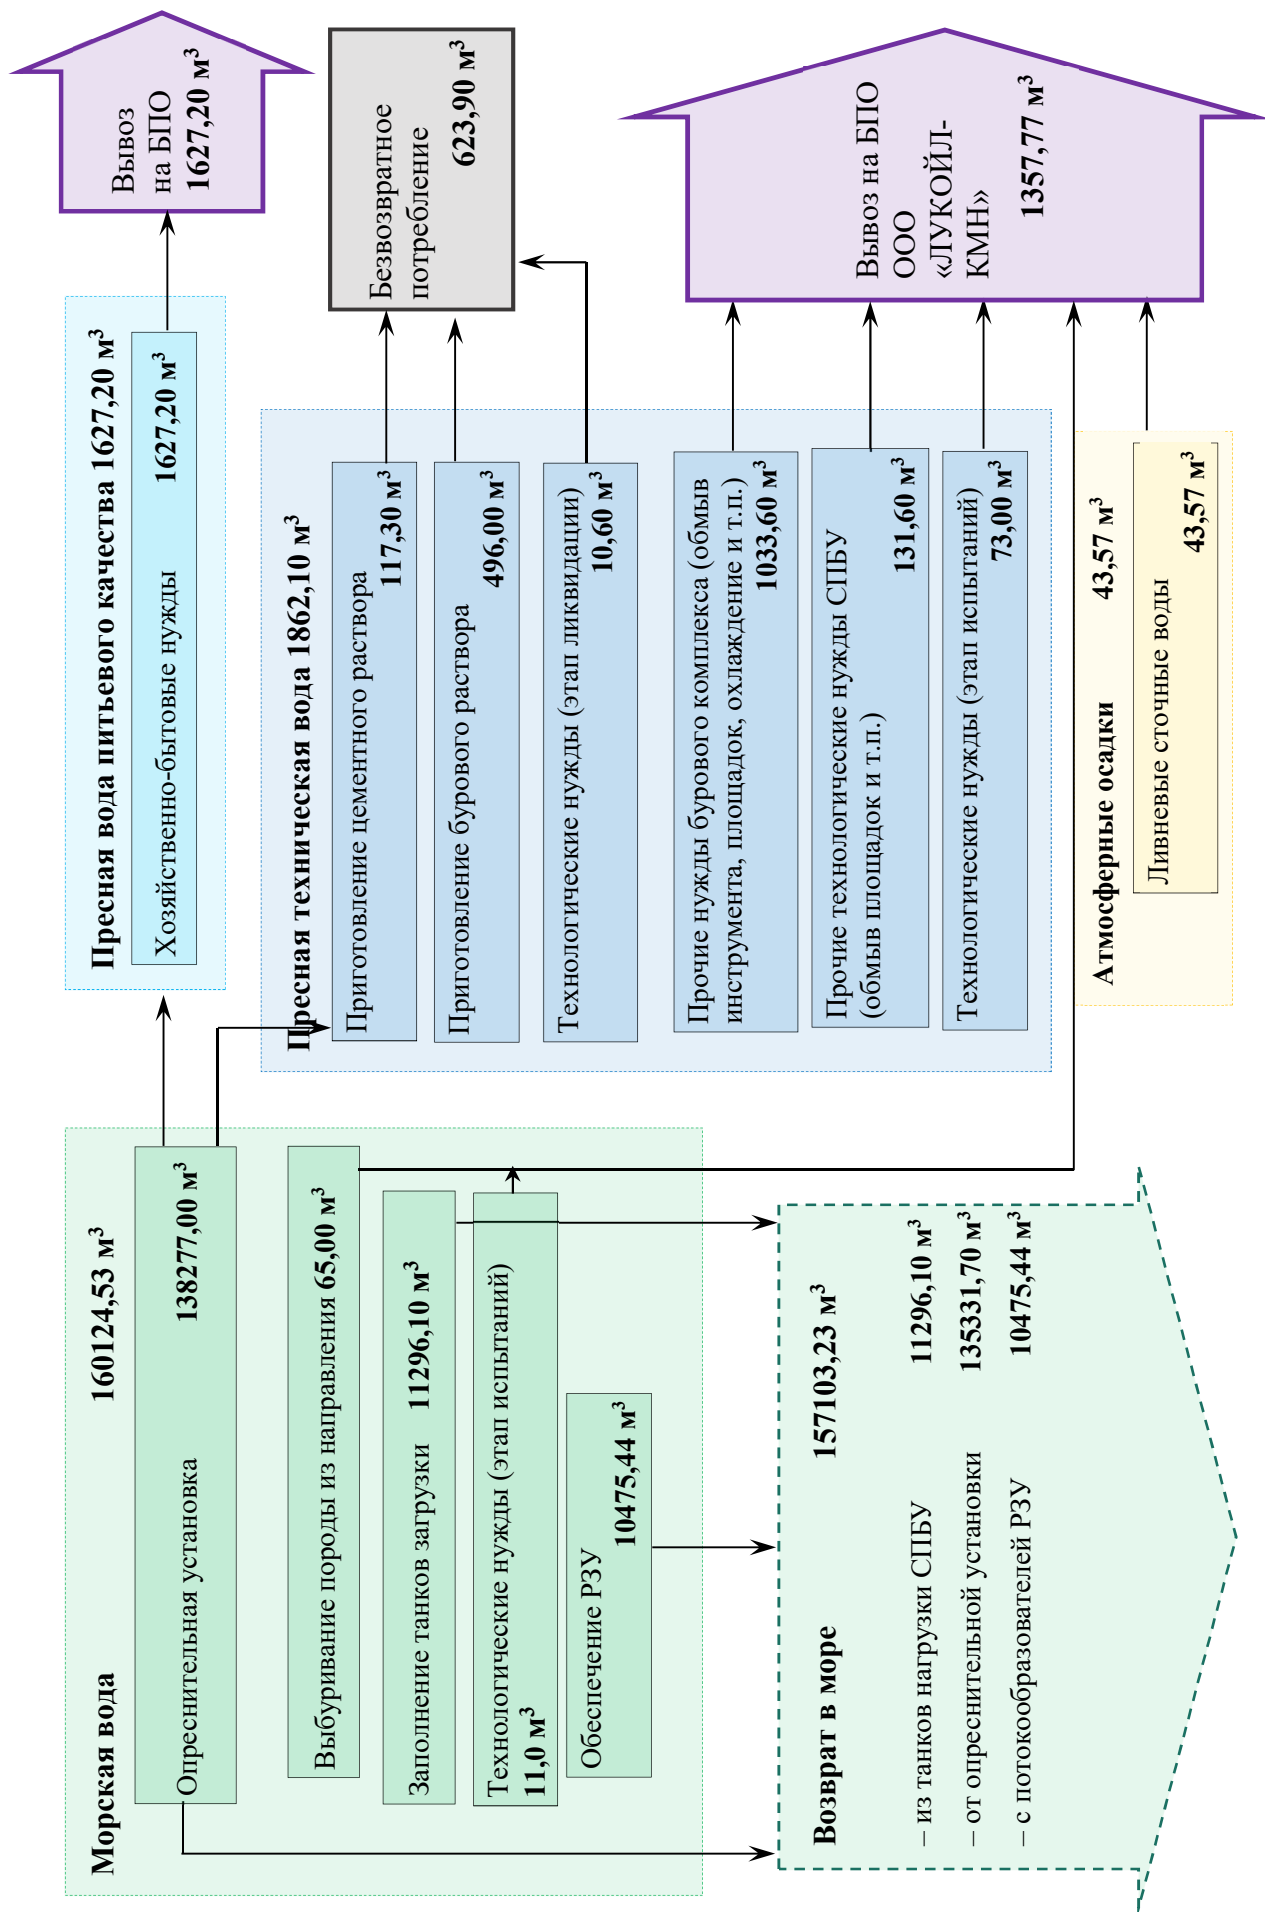 Морская вода 160124,53 м³
Опреснительная установка
138277,00 м³
Выбуривание породы из направления 65,00 м³
Заполнение танков загрузки 11296,10 м³
Технологические нужды (этап испытаний)
11,0 м³
Обеспечение РЗУ
10475,44 м³
Возврат в море 157103,23 м³
– из танков нагрузки СПБУ 11296,10 м³
– от опреснительной установки 135331,70 м³
– с потокообразователей РЗУ 10475,44 м³
Пресная вода питьевого качества 1627,20 м³
Хозяйственно-бытовые нужды 1627,20 м³
Пресная техническая вода 1862,10 м³
Приготовление цементного раствора
117,30 м³
Приготовление бурового раствора
496,00 м³
Технологические нужды (этап ликвидации)
10,60 м³
Прочие нужды бурового комплекса (обмыв
инструмента, площадок, охлаждение и т.п.)
1033,60 м³
Прочие технологические нужды СПБУ
(обмыв площадок и т.п.)
131,60 м³
Технологические нужды (этап испытаний)
73,00 м³
Атмосферные осадки 43,57 м³
Ливневые сточные воды
43,57 м³
Вывоз
на БПО
1627,20 м³
Безвозвратное
потребление
623,90 м³
Вывоз на БПО
ООО
«ЛУКОЙЛ-
КМН»
1357,77 м³